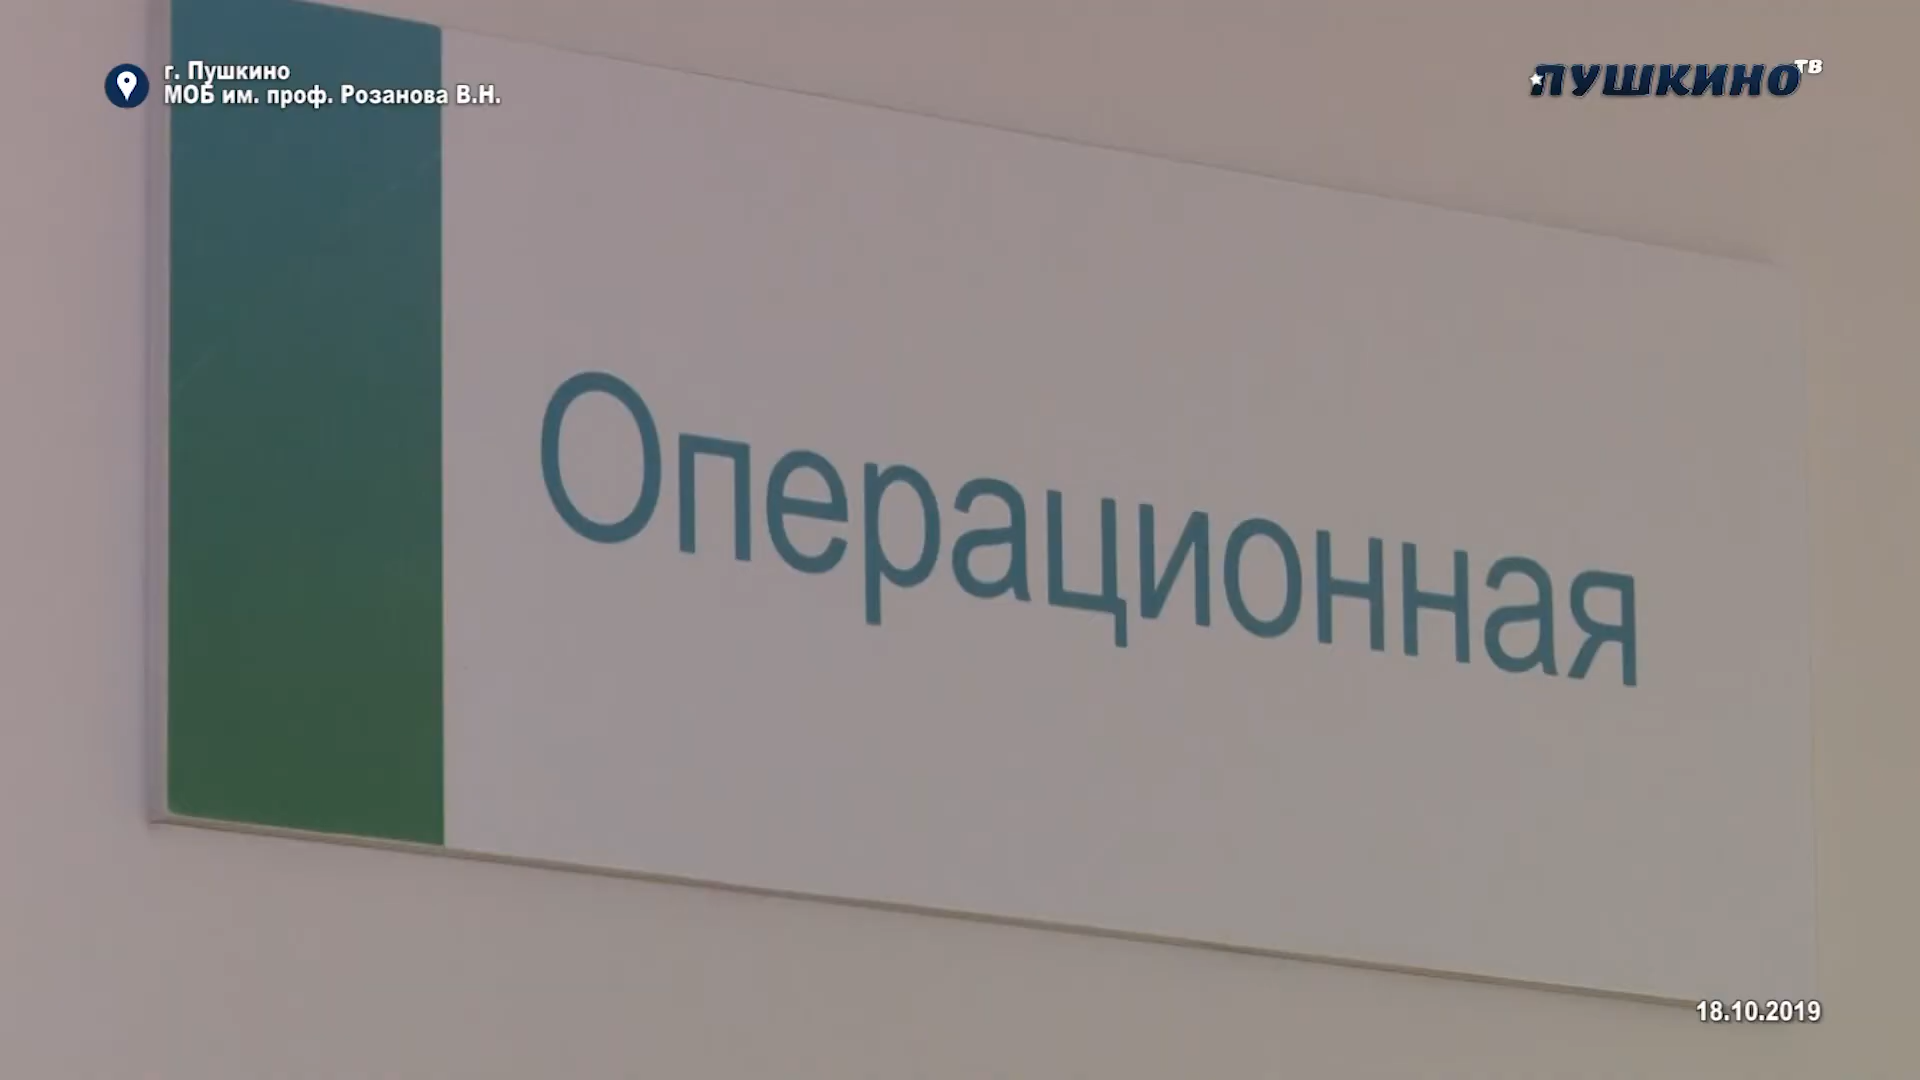 г. Пушкино
МОБ им. проф. Розанова В.Н.
ПУШКИНО ТВ
Операционная
18.10.2019